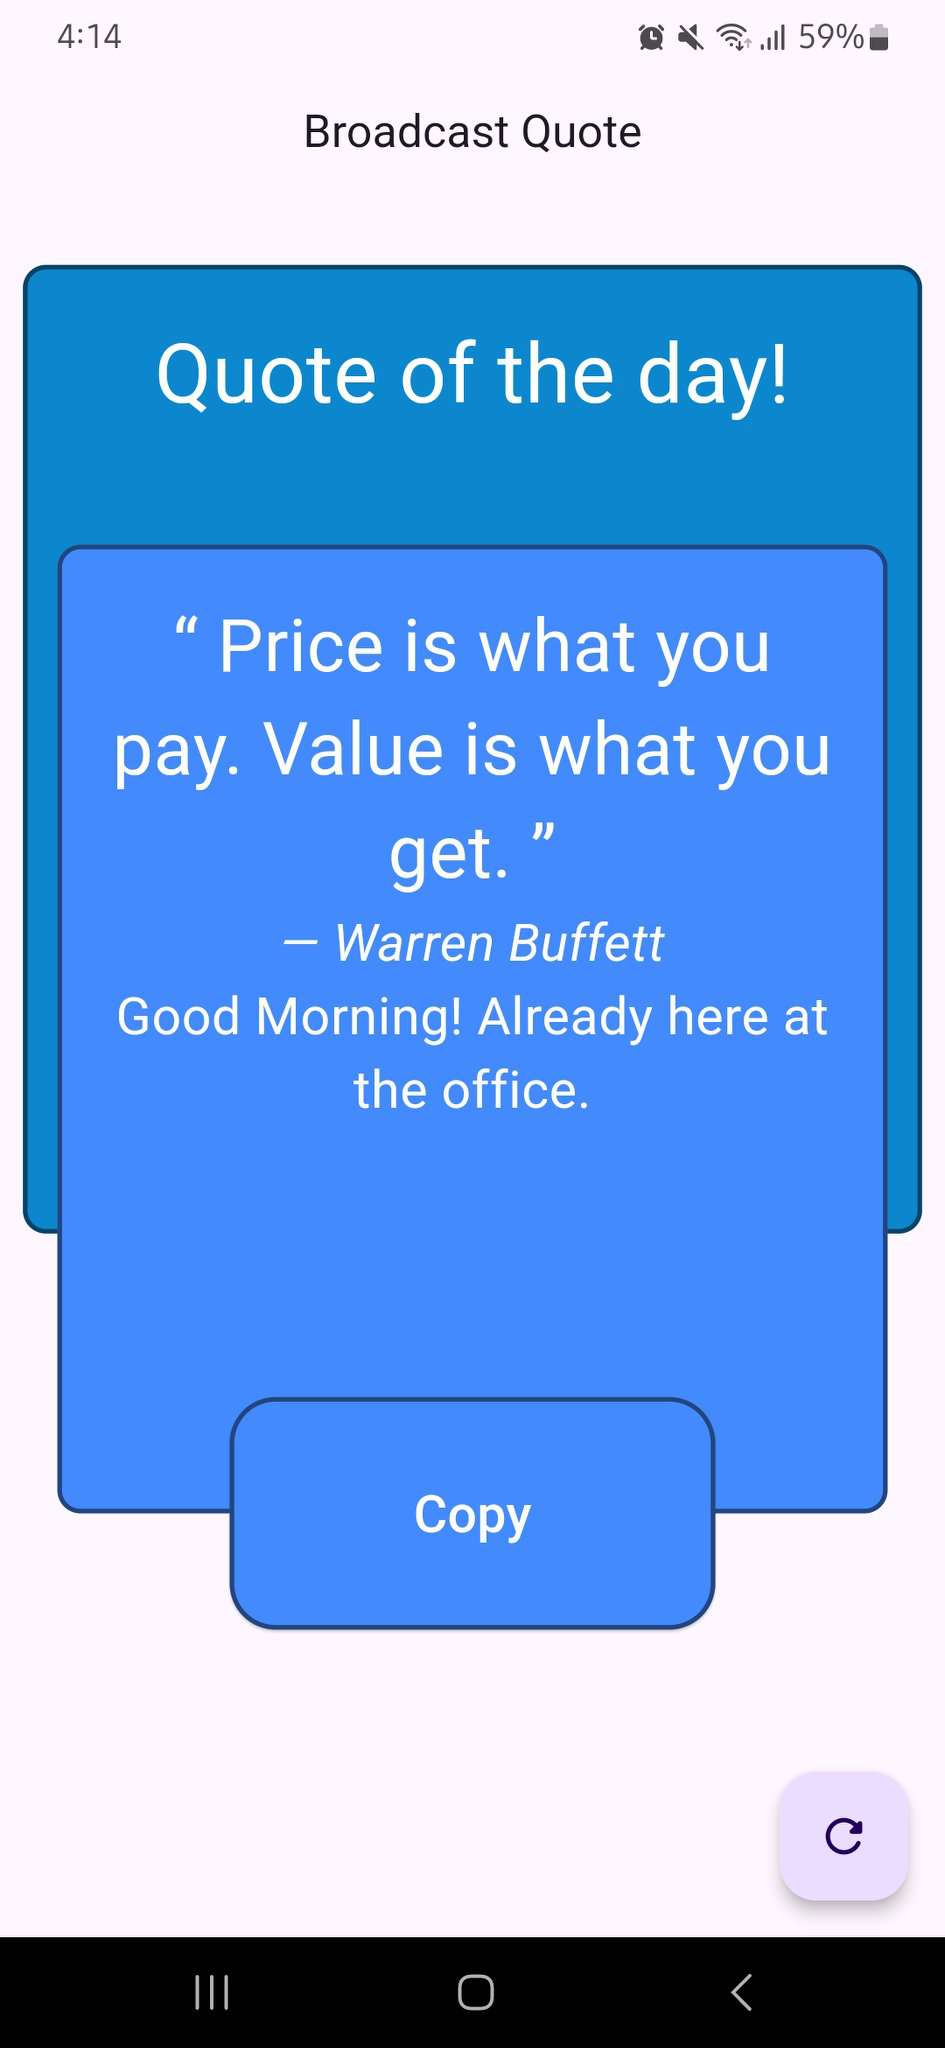 4:14
59%
Broadcast Quote
Quote of the day!
“ Price is what you
pay. Value is what you
get. ”
— Warren Buffett
Good Morning! Already here at
the office.
Copy